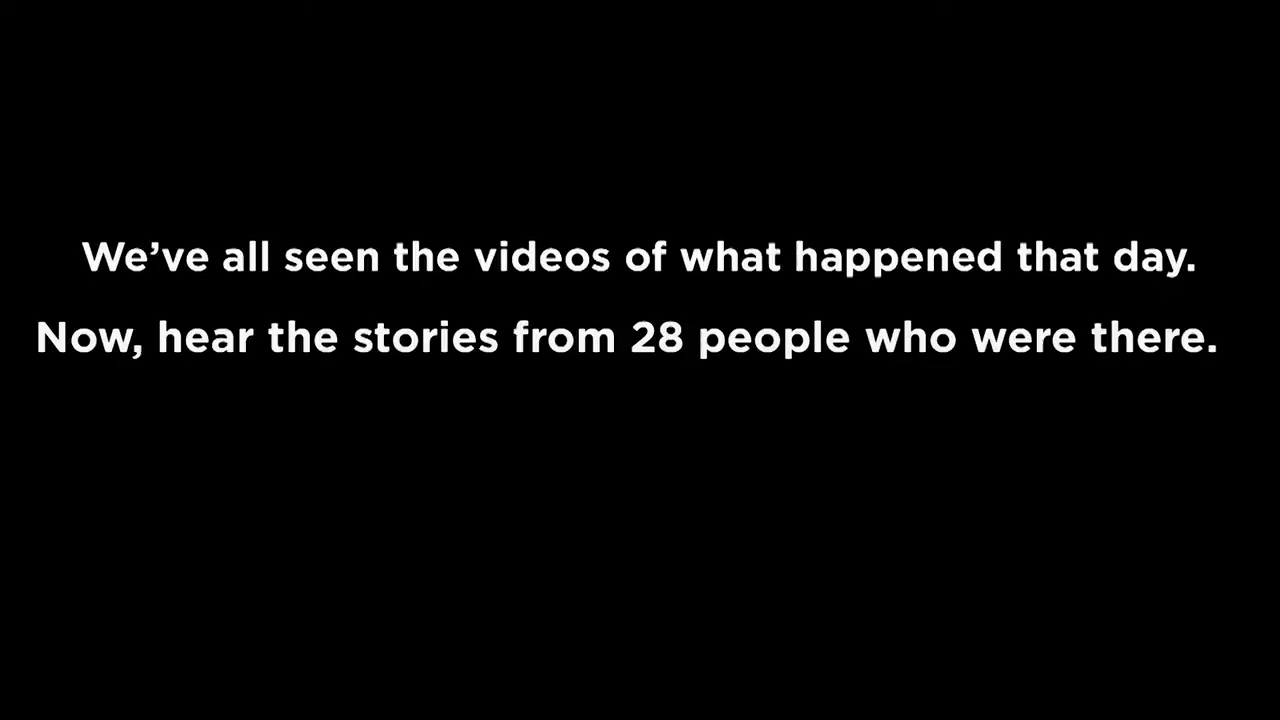 We’ve all seen the videos of what happened that day.
Now, hear the stories from 28 people who were there.